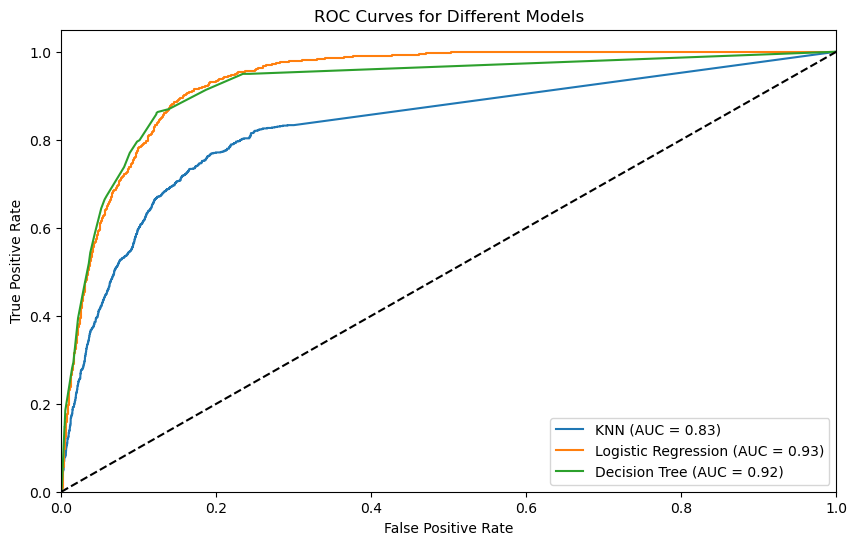 ROC Curves for Different Models
1.0
0.8
0.6
0.4
0.2
0.0
True Positive Rate
KNN (AUC = 0.83)
Logistic Regression (AUC = 0.93)
Decision Tree (AUC = 0.92)
0.0 0.2 0.4 0.6 0.8 1.0
False Positive Rate